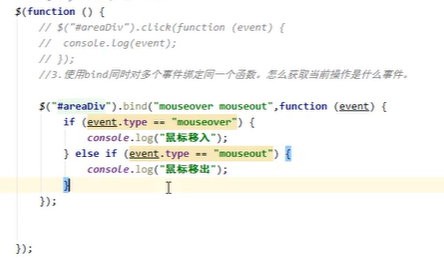 $(function () {
// $("#areaDiv").click(function (event) {
//  console.log(event);
// });
//3.使用bind同时对多个事件绑定同一个函数。怎么获取当前操作是什么事件。
$("#areaDiv").bind("mouseover mouseout",function (event) {
if (event.type == "mouseover") {
console.log("鼠标移入");
} else if (event.type == "mouseout") {
console.log("鼠标移出");
}
});
});